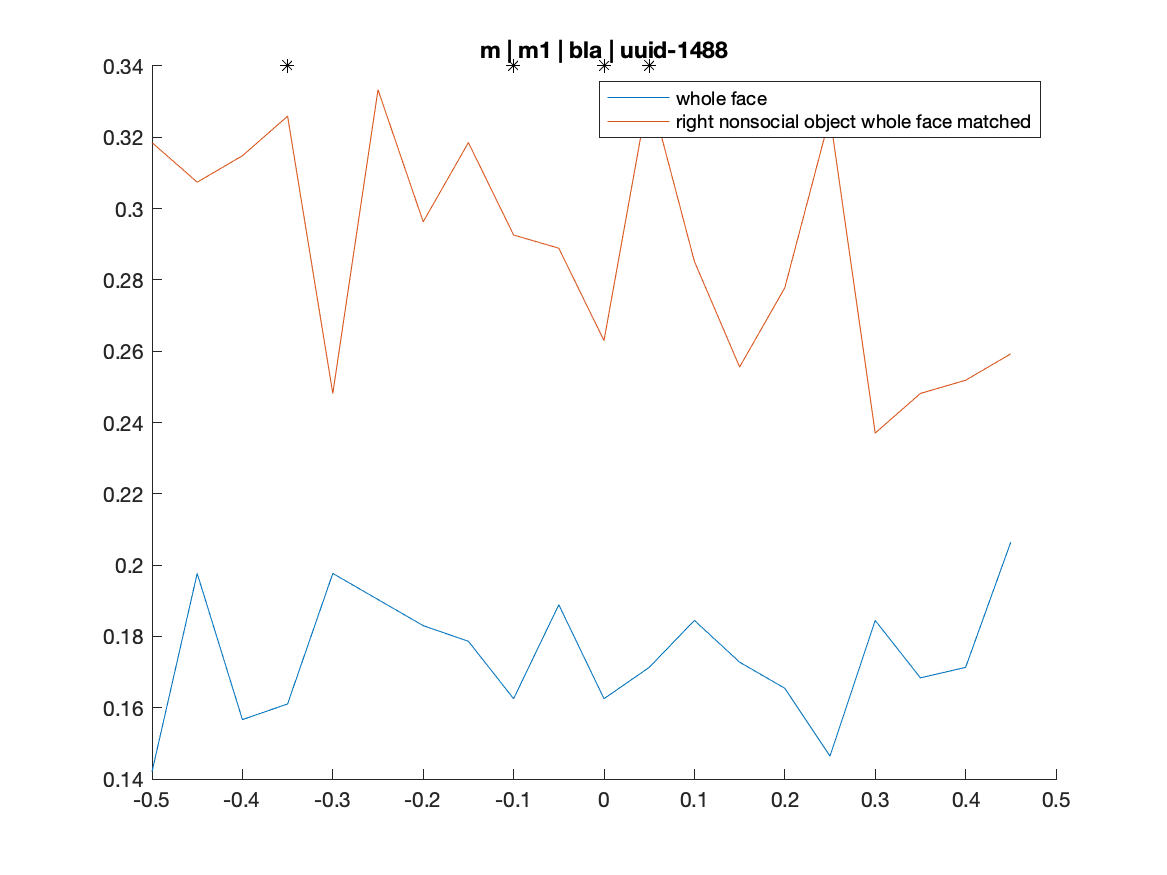 m | m1 | bla | uuid-1488
whole face
right nonsocial object whole face matched
0.34
0.32
0.3
0.28
0.26
0.24
0.22
0.2
0.18
0.16
0.14
-0.5 -0.4 -0.3 -0.2 -0.1 0 0.1 0.2 0.3 0.4 0.5